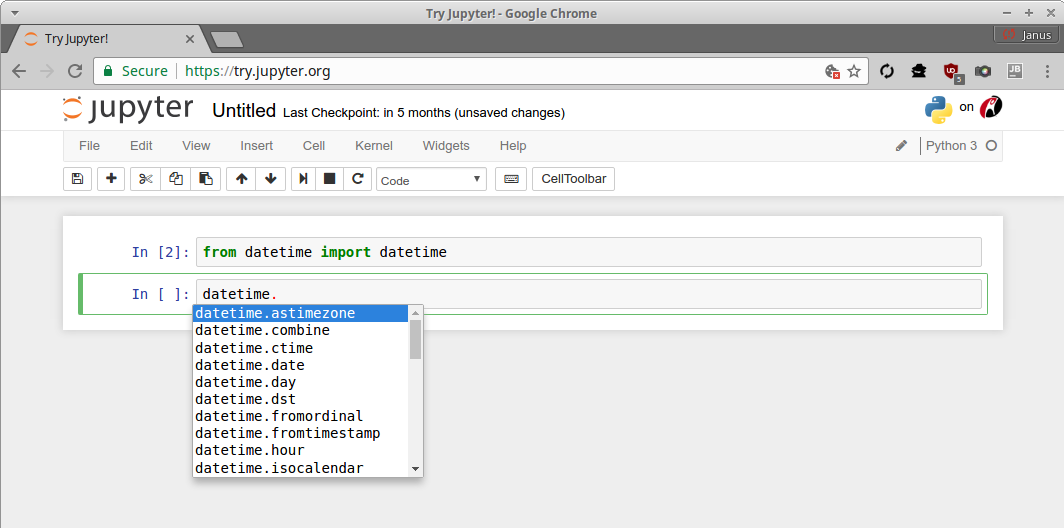 Try Jupyter! - Google Chrome
Try Jupyter! Janus
Secure https://try.jupyter.org 5 JB
jupyter Untitled Last Checkpoint: in 5 months (unsaved changes) on
File Edit View Insert Cell Kernel Widgets Help Python 3
Code CellToolbar
In [2]: from datetime import datetime
In [ ]: datetime.
datetime.astimezone
datetime.combine
datetime.ctime
datetime.date
datetime.day
datetime.dst
datetime.fromordinal
datetime.fromtimestamp
datetime.hour
datetime.isocalendar